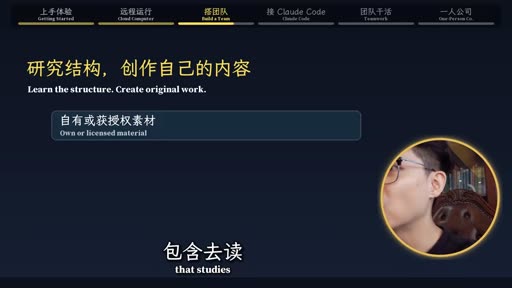 上手体验 远程运行 搭团队 接 Claude Code 团队干活 一人公司
Getting Started Cloud Computer Build a Team Claude Code Teamwork One-Person Co.
研究结构，创作自己的内容
Learn the structure. Create original work.
自有或获授权素材
Own or licensed material
包含去读
that studies